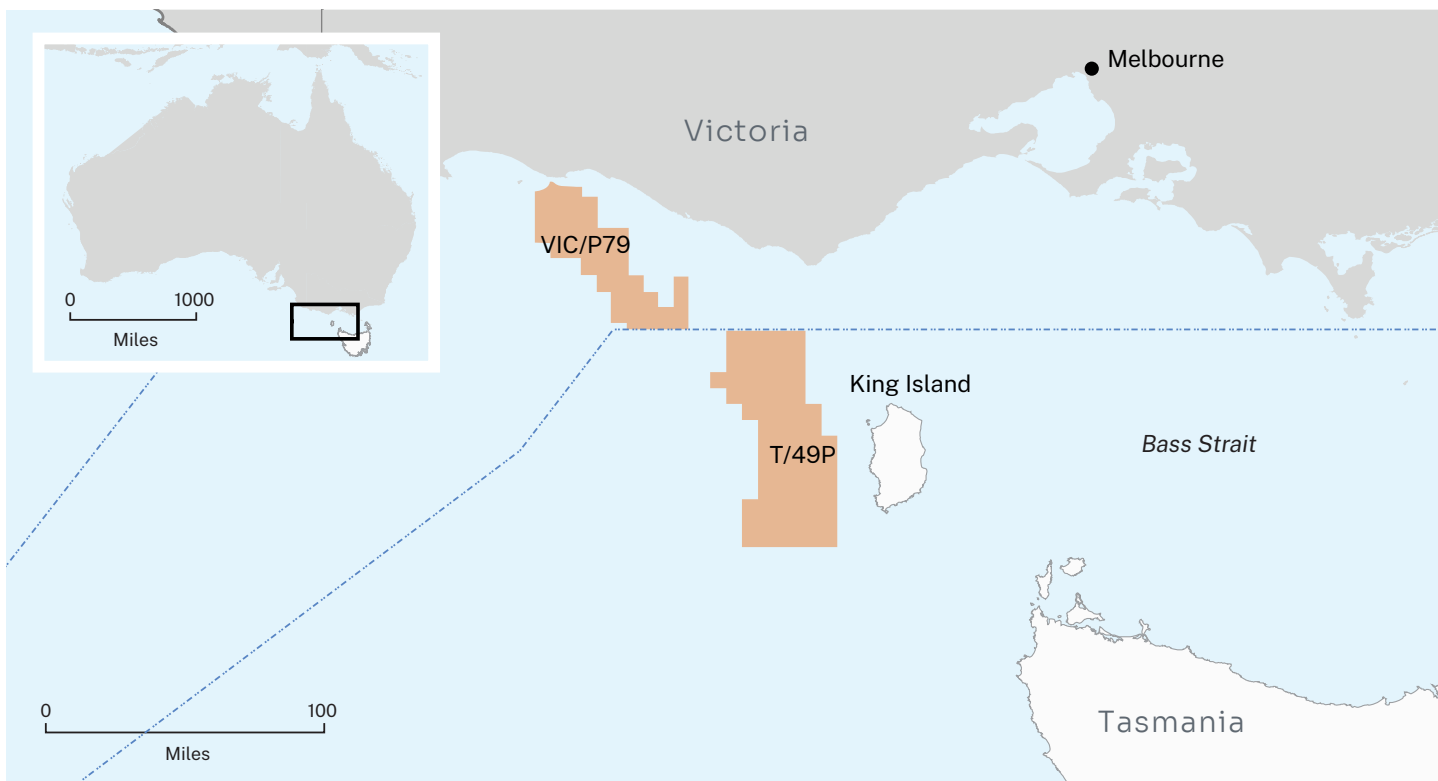 Melbourne
Victoria
VIC/P79
0 1000
Miles
King Island
T/49P
Bass Strait
0 100
Miles
Tasmania